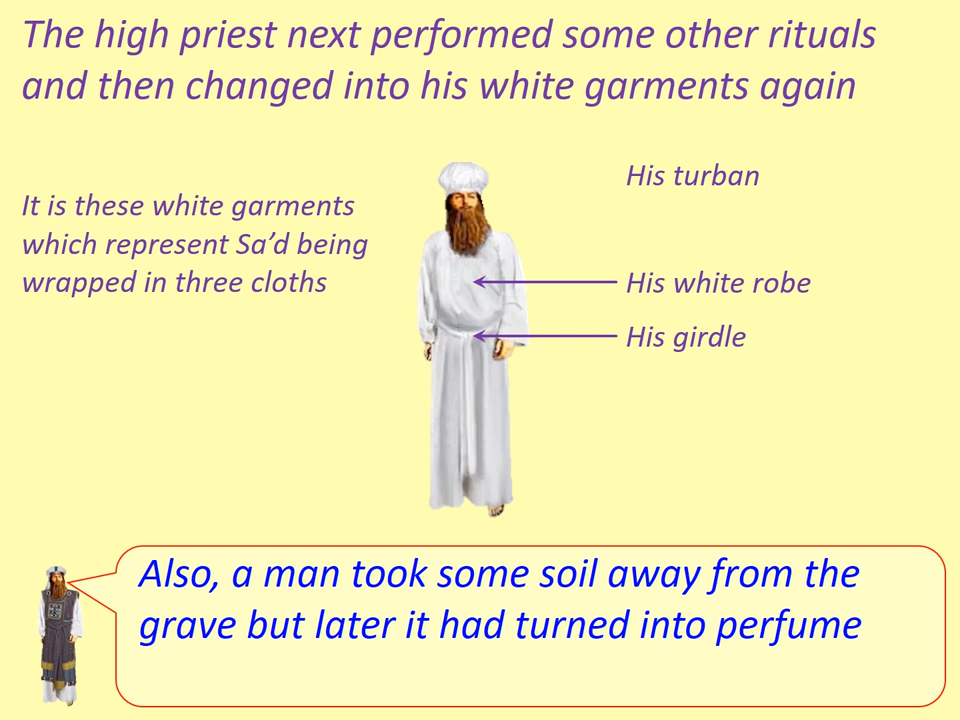 The high priest next performed some other rituals
and then changed into his white garments again
It is these white garments
which represent Sa’d being
wrapped in three cloths
His turban
His white robe
His girdle
Also, a man took some soil away from the
grave but later it had turned into perfume